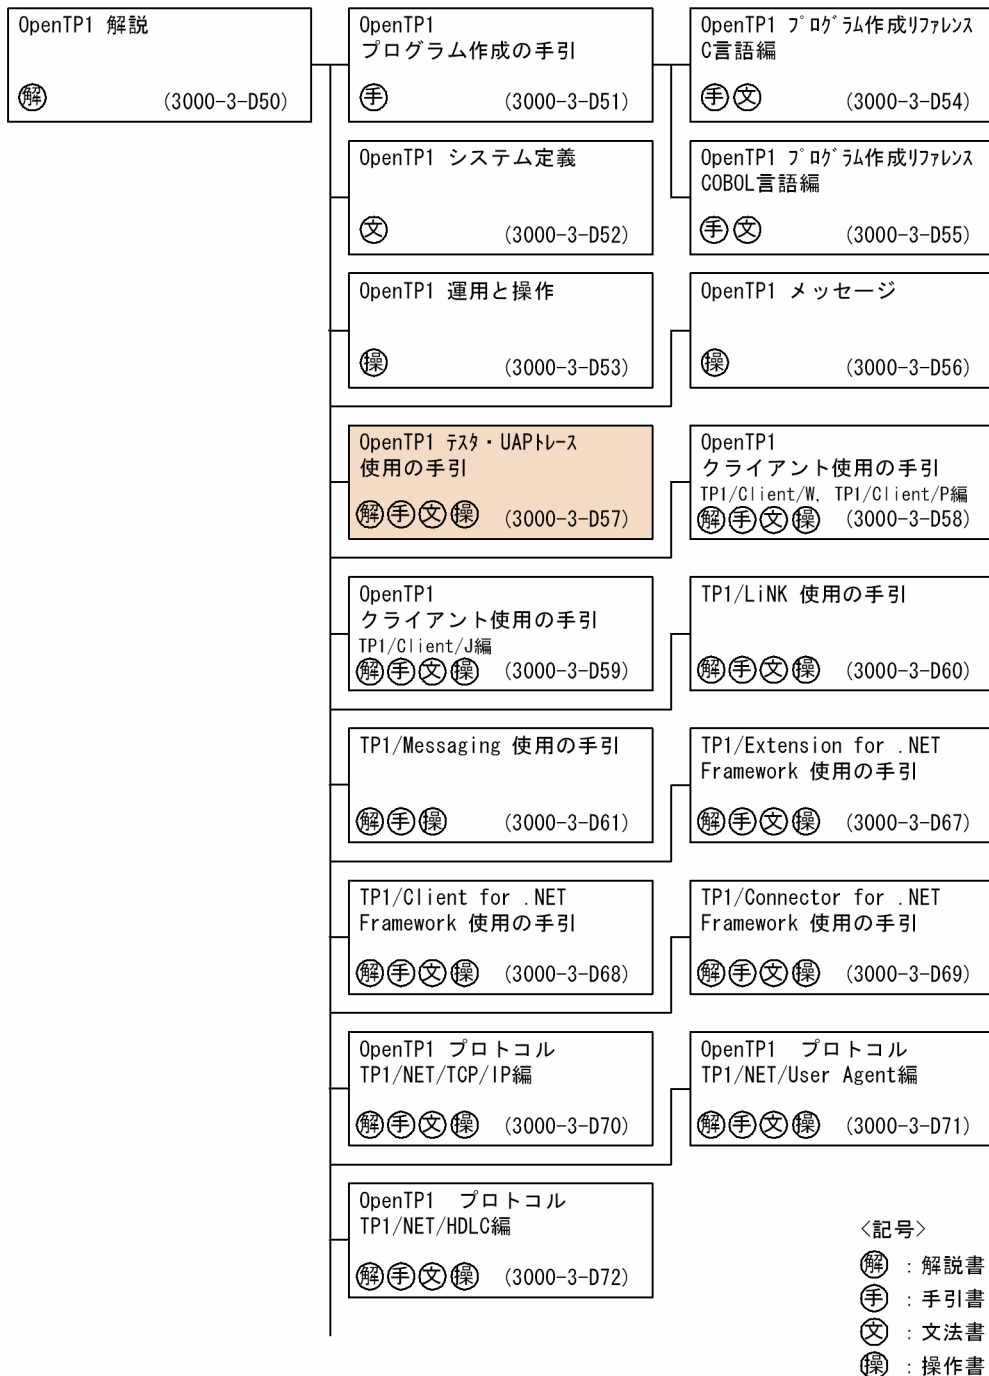 OpenTP1 解説
解 (3000-3-D50)
OpenTP1
プログラム作成の手引
手 (3000-3-D51)
OpenTP1 プログラム作成リファレンス
C言語編
手文 (3000-3-D54)
OpenTP1 システム定義
文 (3000-3-D52)
OpenTP1 プログラム作成リファレンス
COBOL言語編
手文 (3000-3-D55)
OpenTP1 運用と操作
操 (3000-3-D53)
OpenTP1 メッセージ
操 (3000-3-D56)
OpenTP1 テスタ・UAPトレース
使用の手引
解手文操 (3000-3-D57)
OpenTP1
クライアント使用の手引
TP1/Client/W, TP1/Client/P編
解手文操 (3000-3-D58)
OpenTP1
クライアント使用の手引
TP1/Client/J編
解手文操 (3000-3-D59)
TP1/LiNK 使用の手引
解手文操 (3000-3-D60)
TP1/Messaging 使用の手引
解手操 (3000-3-D61)
TP1/Extension for .NET
Framework 使用の手引
解手文操 (3000-3-D67)
TP1/Client for .NET
Framework 使用の手引
解手文操 (3000-3-D68)
TP1/Connector for .NET
Framework 使用の手引
解手文操 (3000-3-D69)
OpenTP1 プロトコル
TP1/NET/TCP/IP編
解手文操 (3000-3-D70)
OpenTP1 プロトコル
TP1/NET/User Agent編
解手文操 (3000-3-D71)
OpenTP1 プロトコル
TP1/NET/HDLC編
解手文操 (3000-3-D72)
〈記号〉
解 : 解説書
手 : 手引書
文 : 文法書
操 : 操作書